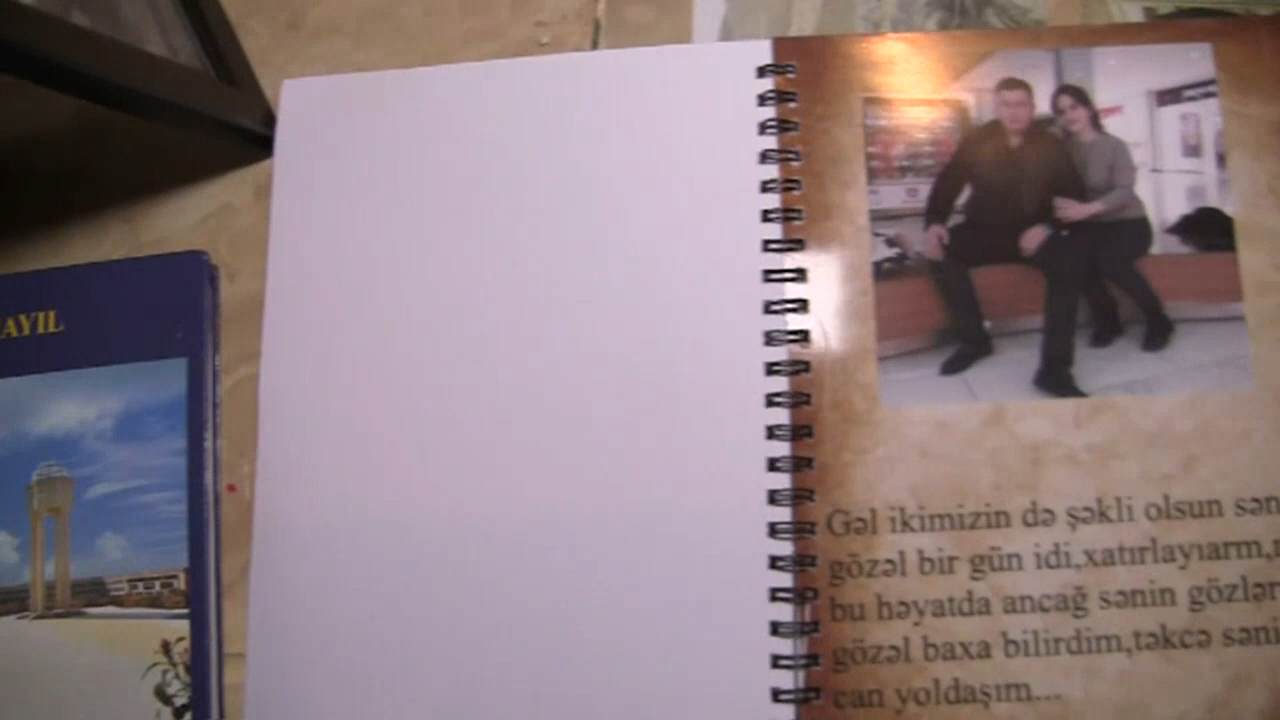 AYIL
Gəl ikimizin də şəkli olsun sən
gözəl bir gün idi,xatırlayıarm,
bu həyatda ancağ sənin gözlər
gözəl baxa bilirdim,təkcə səni
can yoldaşım...